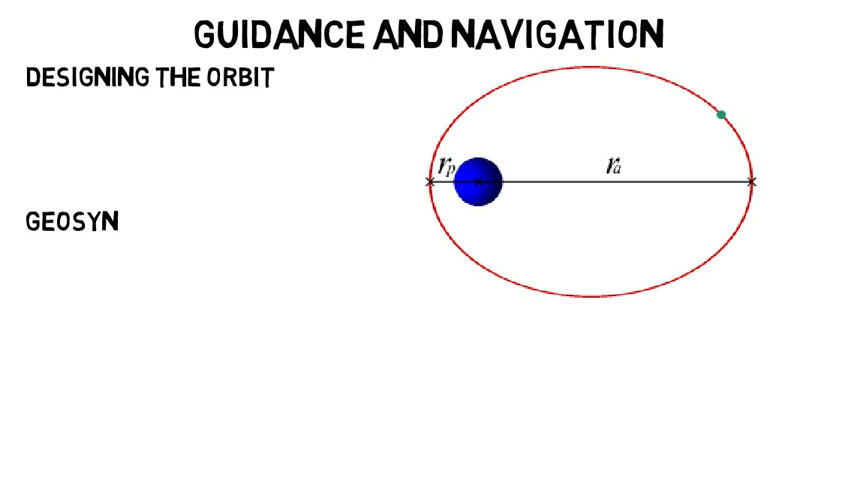 GUIDANCE AND NAVIGATION
DESIGNING THE ORBIT
rp
ra
GEOSYN